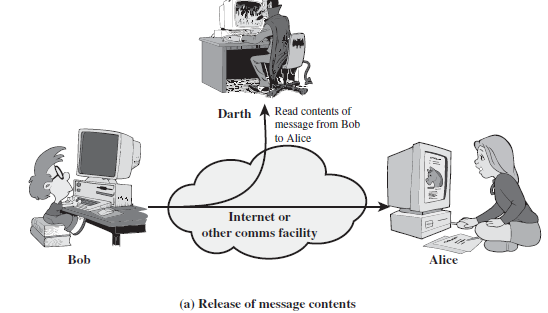 Darth
Read contents of
message from Bob
to Alice
Internet or
other comms facility
Bob
Alice
(a) Release of message contents